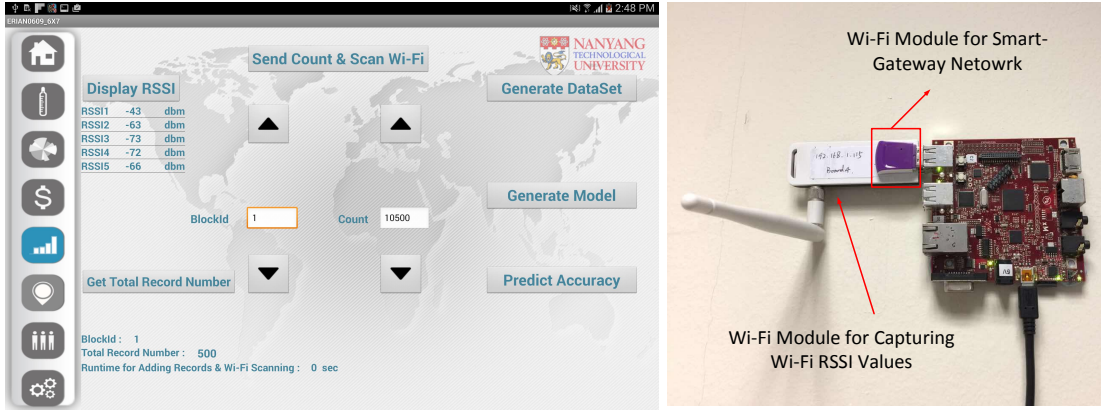 2:48 PM
ERIAN0609_6X7
Send Count & Scan Wi-Fi
NANYANG
TECHNOLOGICAL
UNIVERSITY
Display RSSI
Generate DataSet
RSSI1 -43 dbm
RSSI2 -63 dbm
RSSI3 -73 dbm
RSSI4 -72 dbm
RSSI5 -66 dbm
Generate Model
BlockId 1 Count 10500
Get Total Record Number
Predict Accuracy
BlockId : 1
Total Record Number : 500
Runtime for Adding Records & Wi-Fi Scanning : 0 sec
Wi-Fi Module for Smart-
Gateway Netowrk
192.168.1.115
Board#
Wi-Fi Module for Capturing
Wi-Fi RSSI Values